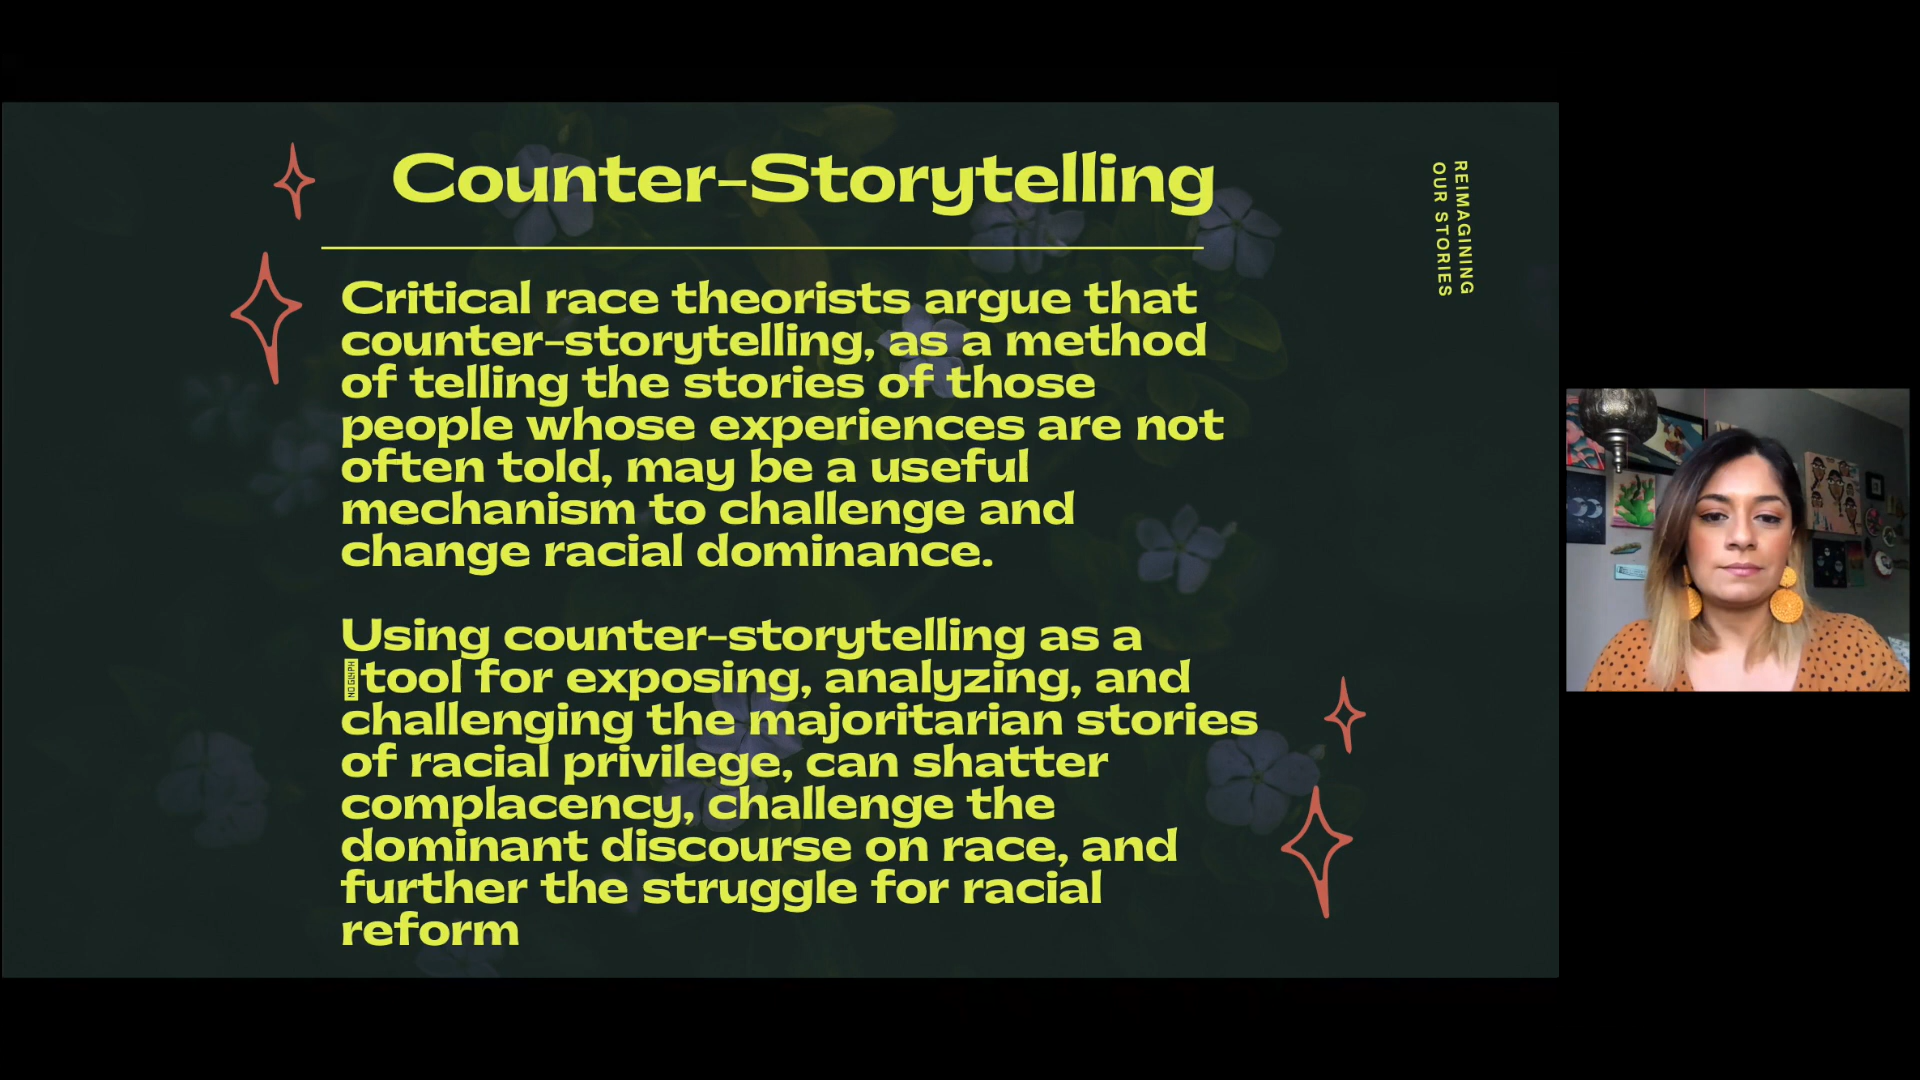 Counter-Storytelling
REIMAGINING
OUR STORIES
Critical race theorists argue that
counter-storytelling, as a method
of telling the stories of those
people whose experiences are not
often told, may be a useful
mechanism to challenge and
change racial dominance.
Using counter-storytelling as a
NO GLYPH tool for exposing, analyzing, and
challenging the majoritarian stories
of racial privilege, can shatter
complacency, challenge the
dominant discourse on race, and
further the struggle for racial
reform